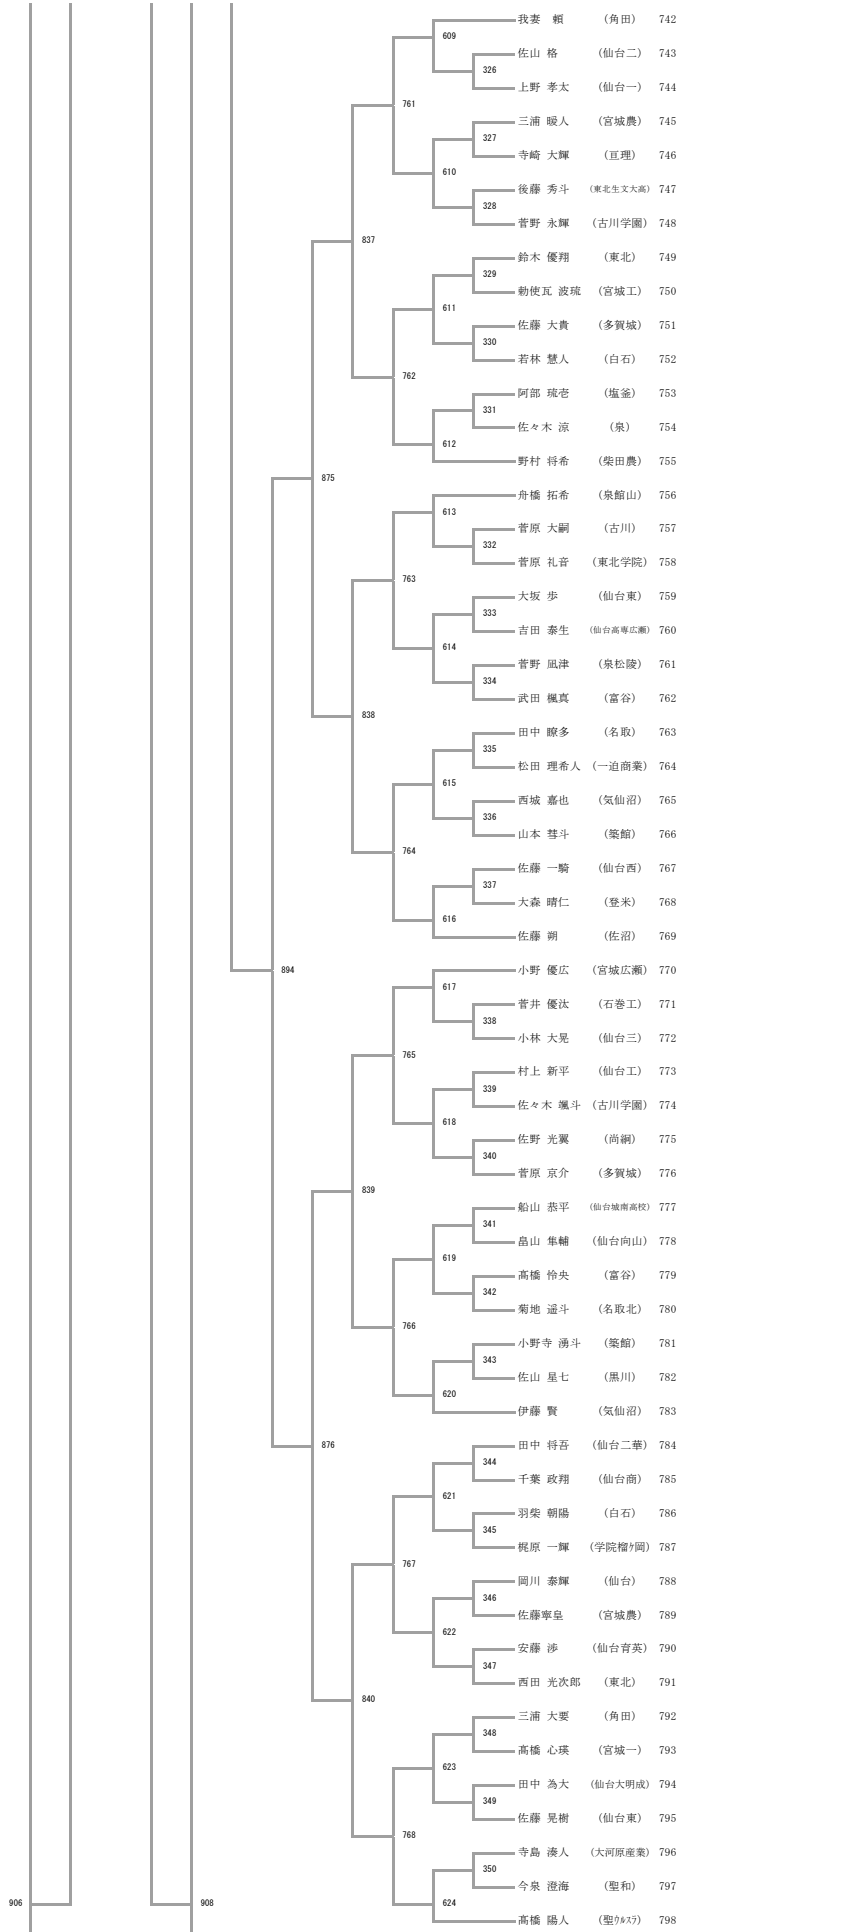 我妻 頼 (角田) 742
609
佐山 格 (仙台二) 743
326
上野 孝太 (仙台一) 744
761
三浦 暖人 (宮城農) 745
327
寺崎 大輝 (亘理) 746
610
後藤 秀斗 (東北生文大高) 747
328
菅野 永輝 (古川学園) 748
837
鈴木 優翔 (東北) 749
329
勅使瓦 波琉 (宮城工) 750
611
佐藤 大貴 (多賀城) 751
330
若林 慧人 (白石) 752
762
阿部 琉壱 (塩釜) 753
331
佐々木 涼 (泉) 754
612
野村 将希 (柴田農) 755
875
舟橋 拓希 (泉館山) 756
613
菅原 大嗣 (古川) 757
332
菅原 礼音 (東北学院) 758
763
大坂 歩 (仙台東) 759
333
吉田 泰生 (仙台高専広瀬) 760
614
菅野 凪津 (泉松陵) 761
334
武田 楓真 (富谷) 762
838
田中 瞭多 (名取) 763
335
松田 理希人 (一迫商業) 764
615
西城 嘉也 (気仙沼) 765
336
山本 彗斗 (築館) 766
764
佐藤 一騎 (仙台西) 767
337
大森 晴仁 (登米) 768
616
佐藤 朔 (佐沼) 769
894
小野 優広 (宮城広瀬) 770
617
菅井 優汰 (石巻工) 771
338
小林 大晃 (仙台三) 772
765
村上 新平 (仙台工) 773
339
佐々木 颯斗 (古川学園) 774
618
佐野 光翼 (尚絅) 775
340
菅原 京介 (多賀城) 776
839
船山 恭平 (仙台城南高校) 777
341
畠山 隼輔 (仙台向山) 778
619
髙橋 怜央 (富谷) 779
342
菊地 遥斗 (名取北) 780
766
小野寺 湧斗 (築館) 781
343
佐山 星七 (黒川) 782
620
伊藤 賢 (気仙沼) 783
876
田中 将吾 (仙台二華) 784
344
千葉 政翔 (仙台商) 785
621
羽柴 朝陽 (白石) 786
345
梶原 一輝 (学院榴ケ岡) 787
767
岡川 泰輝 (仙台) 788
346
佐藤寧皇 (宮城農) 789
622
安藤 渉 (仙台育英) 790
347
西田 光次郎 (東北) 791
840
三浦 大要 (角田) 792
348
髙橋 心瑛 (宮城一) 793
623
田中 為大 (仙台大明成) 794
349
佐藤 晃樹 (仙台東) 795
768
寺島 湊人 (大河原産業) 796
350
今泉 澄海 (聖和) 797
906 908 624
髙橋 陽人 (聖ウルスラ) 798